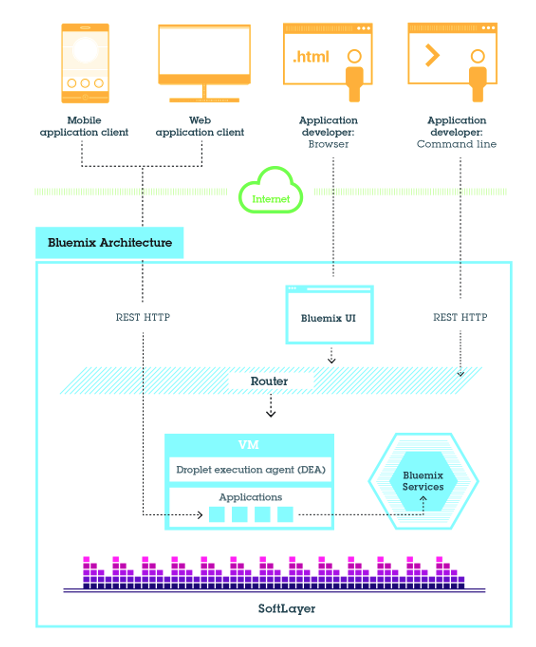 .html
Mobile
application client
Web
application client
Application
developer:
Browser
Application
developer:
Command line
Internet
Bluemix Architecture
REST HTTP
Bluemix UI
REST HTTP
Router
VM
Droplet execution agent (DEA)
Applications
Bluemix
Services
SoftLayer